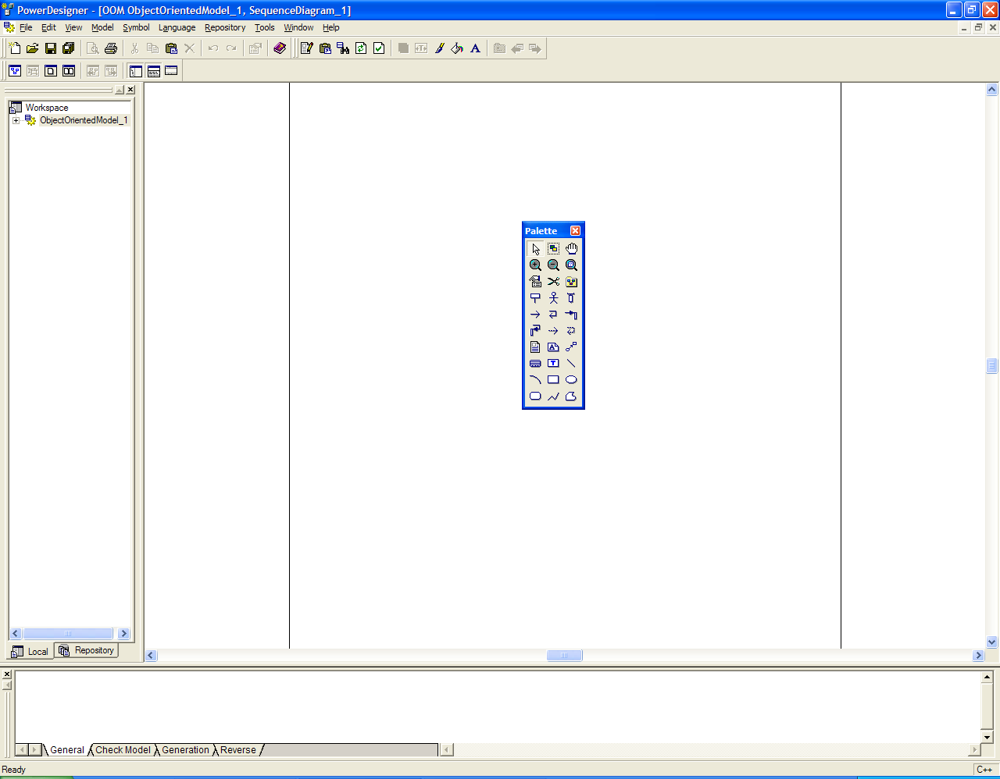 PowerDesigner - [OOM ObjectOrientedModel_1, SequenceDiagram_1]
File Edit View Model Symbol Language Repository Tools Window Help
Workspace
ObjectOrientedModel_1
Palette
Local Repository
General Check Model Generation Reverse
Ready C++